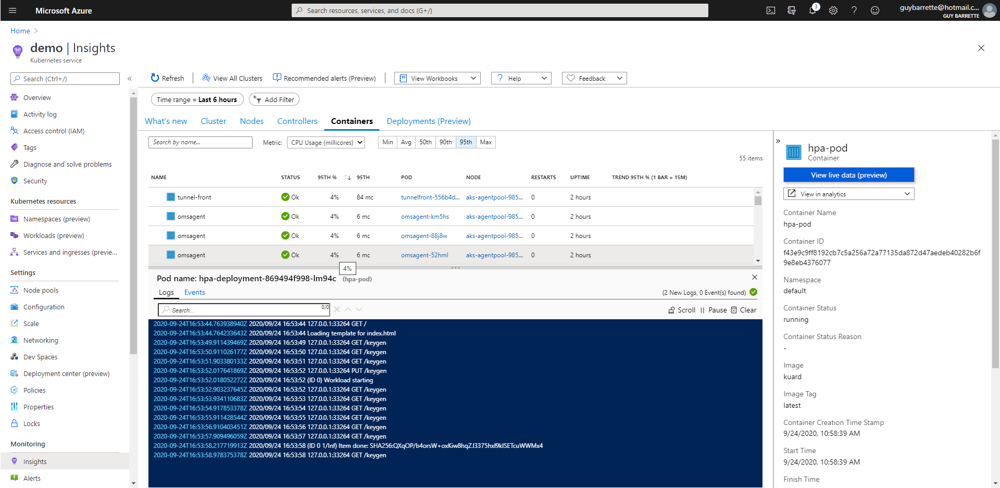 Microsoft Azure
Search resources, services, and docs (G+/)
3
guybarrette@hotmail.c...
GUY BARRETTE
Home
demo | Insights
Kubernetes service
Search (Ctrl+/)
Overview
Activity log
Access control (IAM)
Tags
Diagnose and solve problems
Security
Kubernetes resources
Namespaces (preview)
Workloads (preview)
Services and ingresses (previe...
Settings
Node pools
Configuration
Scale
Networking
Dev Spaces
Deployment center (preview)
Policies
Properties
Locks
Monitoring
Insights
Alerts
Refresh View All Clusters Recommended alerts (Preview) View Workbooks Help Feedback
Time range = Last 6 hours Add Filter
What's new Cluster Nodes Controllers Containers Deployments (Preview)
Search by name... Metric: CPU Usage (millicores) Min Avg 50th 90th 95th Max
55 items
NAME STATUS 95TH % 95TH POD NODE RESTARTS UPTIME TREND 95TH % (1 BAR = 15M)
tunnel-front Ok 4% 84 mc tunnelfront-556b4d... aks-agentpool-985... 0 2 hours
omsagent Ok 4% 6 mc omsagent-km5hs aks-agentpool-985... 0 2 hours
omsagent Ok 4% 6 mc omsagent-88j8w aks-agentpool-985... 0 2 hours
omsagent Ok 4% 6 mc omsagent-52hml aks-agentpool-985... 0 2 hours
4%
Pod name: hpa-deployment-869494f998-lm94c (hpa-pod)
Logs Events (2 New Logs, 0 Event(s) found)
Search... 0/0 Scroll Pause Clear
2020-09-24T16:53:44.763938940Z 2020/09/24 16:53:44 127.0.0.1:33264 GET /
2020-09-24T16:53:44.764233643Z 2020/09/24 16:53:44 Loading template for index.html
2020-09-24T16:53:49.911439469Z 2020/09/24 16:53:49 127.0.0.1:33264 GET /keygen
2020-09-24T16:53:50.911026177Z 2020/09/24 16:53:50 127.0.0.1:33264 GET /keygen
2020-09-24T16:53:51.903380133Z 2020/09/24 16:53:51 127.0.0.1:33264 GET /keygen
2020-09-24T16:53:52.017641869Z 2020/09/24 16:53:52 127.0.0.1:33264 PUT /keygen
2020-09-24T16:53:52.018052272Z 2020/09/24 16:53:52 (ID 0) Workload starting
2020-09-24T16:53:52.903237645Z 2020/09/24 16:53:52 127.0.0.1:33264 GET /keygen
2020-09-24T16:53:53.934110683Z 2020/09/24 16:53:53 127.0.0.1:33264 GET /keygen
2020-09-24T16:53:54.917853378Z 2020/09/24 16:53:54 127.0.0.1:33264 GET /keygen
2020-09-24T16:53:55.911428544Z 2020/09/24 16:53:55 127.0.0.1:33264 GET /keygen
2020-09-24T16:53:56.910403451Z 2020/09/24 16:53:56 127.0.0.1:33264 GET /keygen
2020-09-24T16:53:57.909496059Z 2020/09/24 16:53:57 127.0.0.1:33264 GET /keygen
2020-09-24T16:53:58.217719913Z 2020/09/24 16:53:58 (ID 0 1/Inf) Item done: SHA256:QXqOP/b4orsW+oxKiw8hqZJ3375hxl9kISETcuWWMx4
2020-09-24T16:53:58.978375378Z 2020/09/24 16:53:58 127.0.0.1:33264 GET /keygen
hpa-pod
Container
View live data (preview)
View in analytics
Container Name
hpa-pod
Container ID
f43e9c9ff8192cb7c5a256a72a77135da872d47aedeb40282b6f
9e8eb4376077
Namespace
default
Container Status
running
Container Status Reason
-
Image
kuard
Image Tag
latest
Container Creation Time Stamp
9/24/2020, 10:58:39 AM
Start Time
9/24/2020, 10:58:39 AM
Finish Time